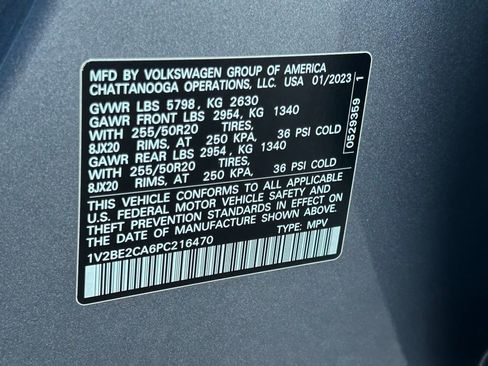 MFD BY VOLKSWAGEN GROUP OF AMERICA
CHATTANOOGA OPERATIONS, LLC. USA 01/2023
GVWR LBS 5798, KG 2630
GAWR FRONT LBS 2954, KG 1340
WITH 255/50R20 TIRES,
8JX20 RIMS, AT 250 KPA, 36 PSI COLD
GAWR REAR LBS 2954, KG 1340
WITH 255/50R20 TIRES,
8JX20 RIMS, AT 250 KPA, 36 PSI COLD
THIS VEHICLE CONFORMS TO ALL APPLICABLE
U.S. FEDERAL MOTOR VEHICLE SAFETY AND
THEFT PREVENTION STANDARDS IN EFFECT ON
THE DATE OF MANUFACTURE SHOWN ABOVE.
1V2BE2CA6PC216470 TYPE: MPV
0529359 1